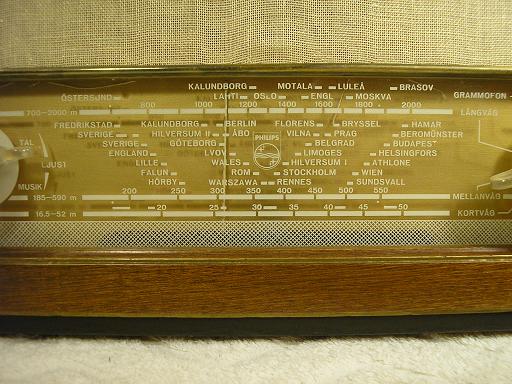 KALUNDBORG MOTALA LULEÅ BRASOV
ÖSTERSUND LAHTI OSLO ENGL MOSKVA GRAMMOFON
800 1000 1200 1400 1600 1800 2000
700-2000 m LÅNGVÅG
FREDRIKSTAD KALUNDBORG BERLIN FLORENS BRYSSEL HAMAR
SVERIGE HILVERSUM II ÅBO PHILIPS VILNA PRAG BEROMÜNSTER
TAL SVERIGE GÖTEBORG BELGRAD BUDAPEST
ENGLAND LVOV LIMOGES HELSINGFORS
LJUST LILLE WALES HILVERSUM I ATHLONE
FALUN ROM STOCKHOLM WIEN
MUSIK HÖRBY WARSZAWA RENNES SUNDSVALL
200 250 300 350 400 450 500 550
185-590 m MELLANVÅG
16.5-52 m 20 25 30 35 40 45 50 KORTVÅG